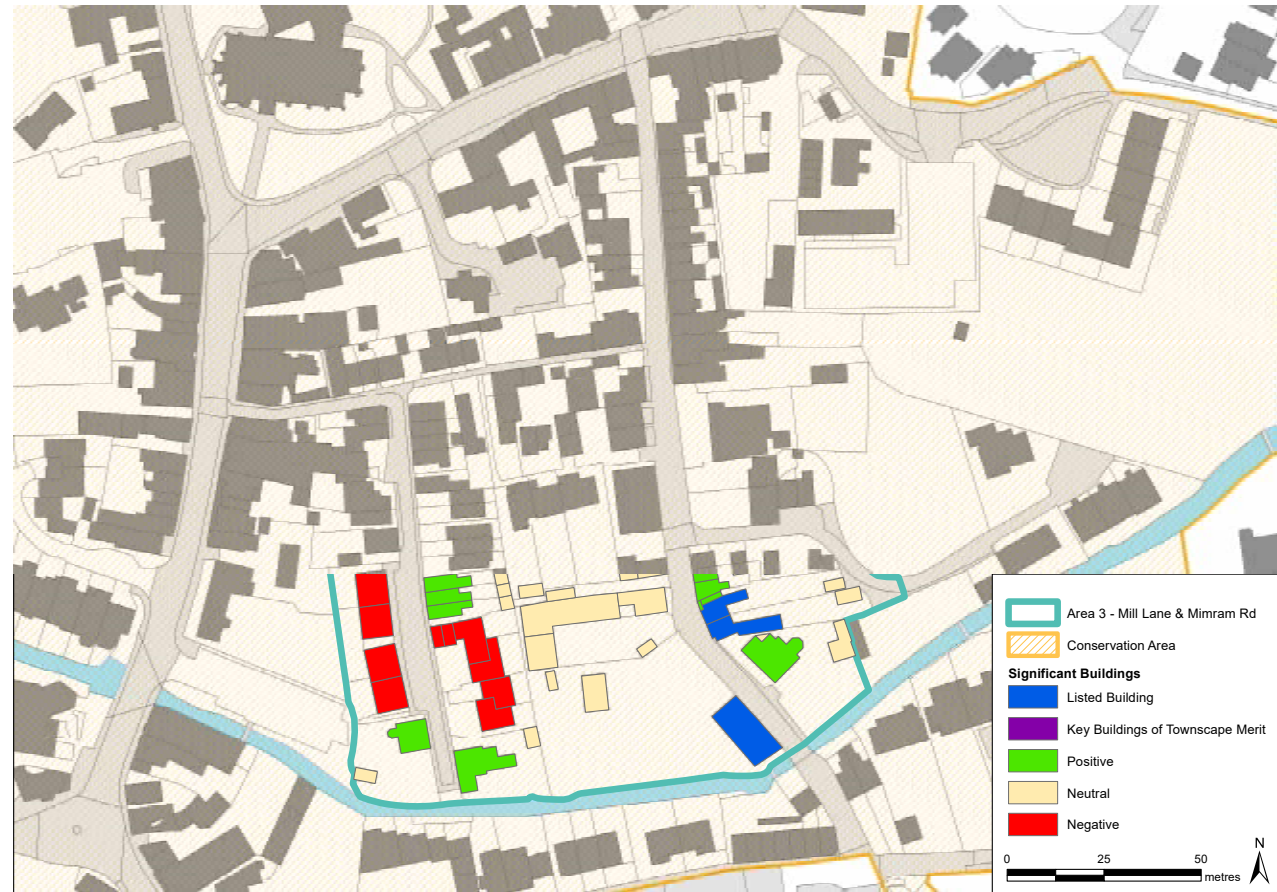 Area 3 - Mill Lane & Mimram Rd
Conservation Area
Significant Buildings
Listed Building
Key Buildings of Townscape Merit
Positive
Neutral
Negative
N
0 25 50
metres